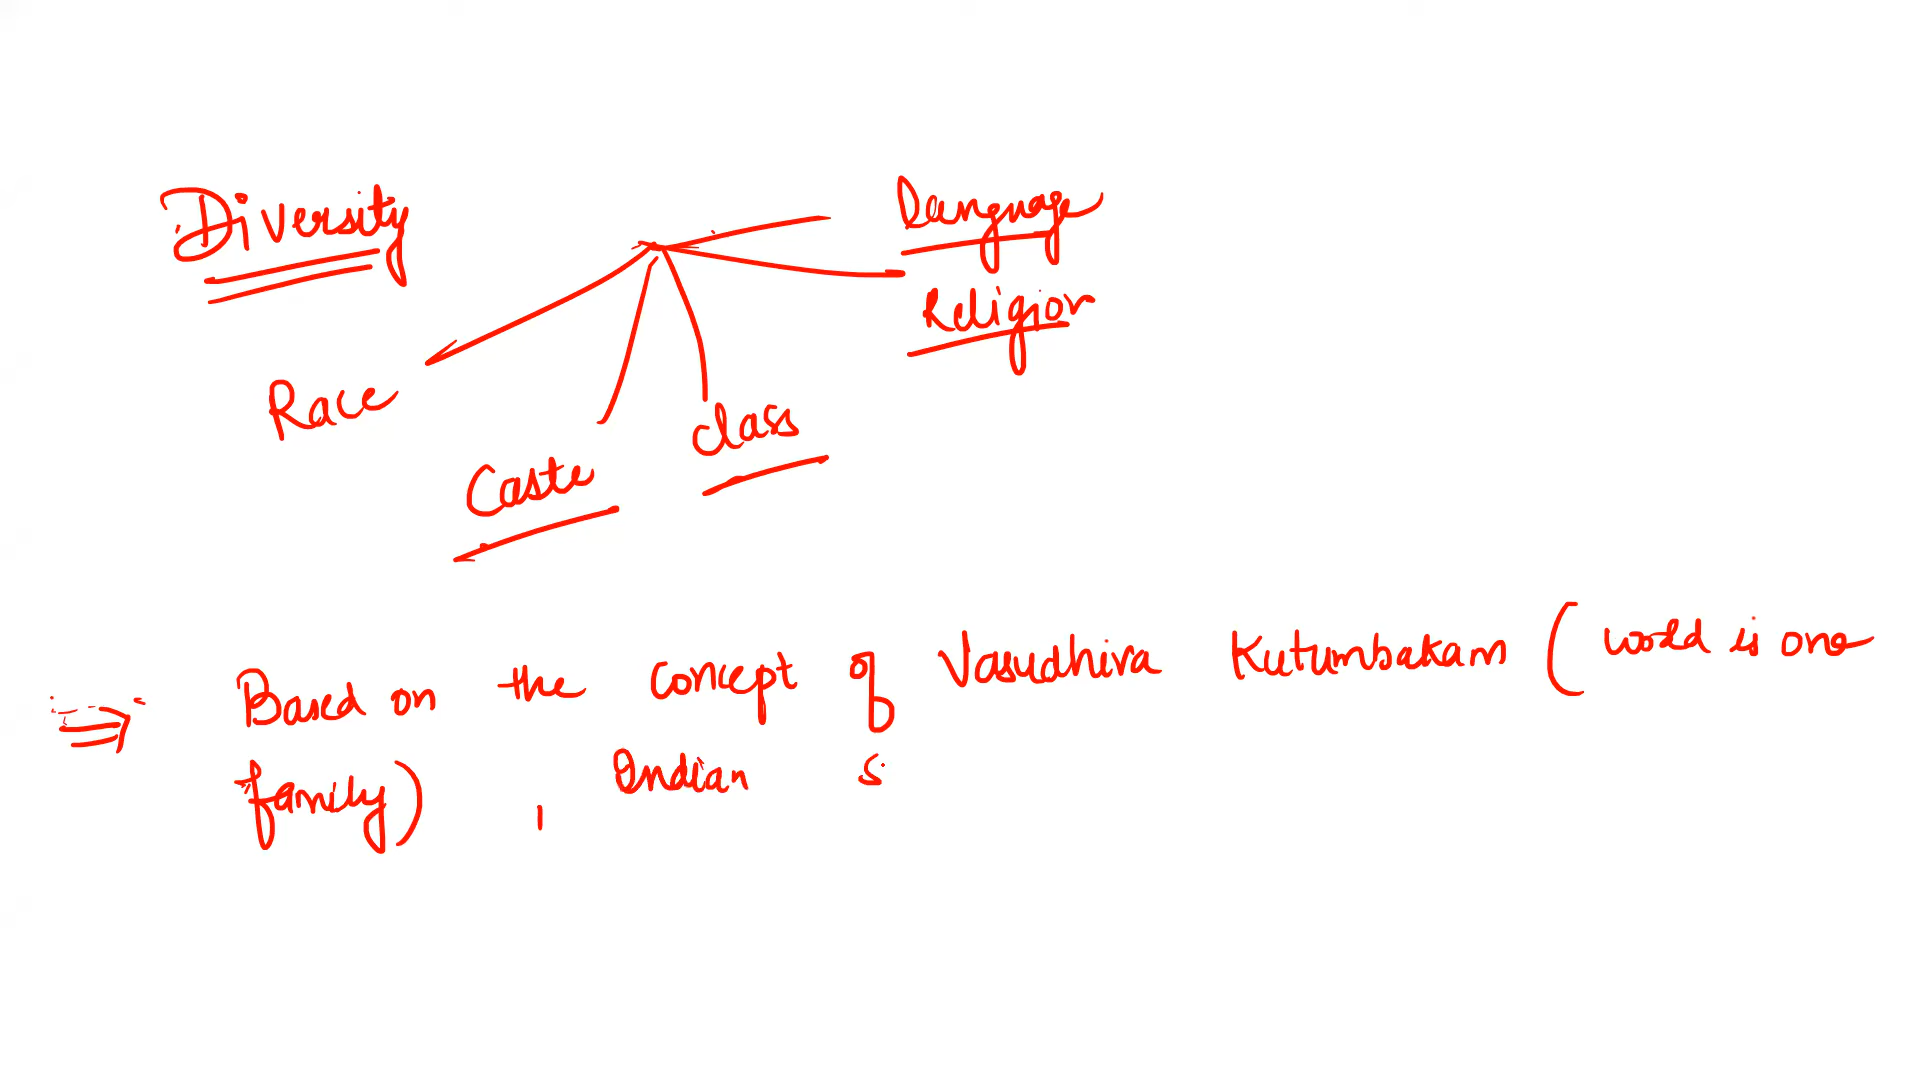 Diversity
Language
Religion
Race
Caste
class
Based on the concept of Vasudhiva Kutumbakam ( world is one
family) , Indian s